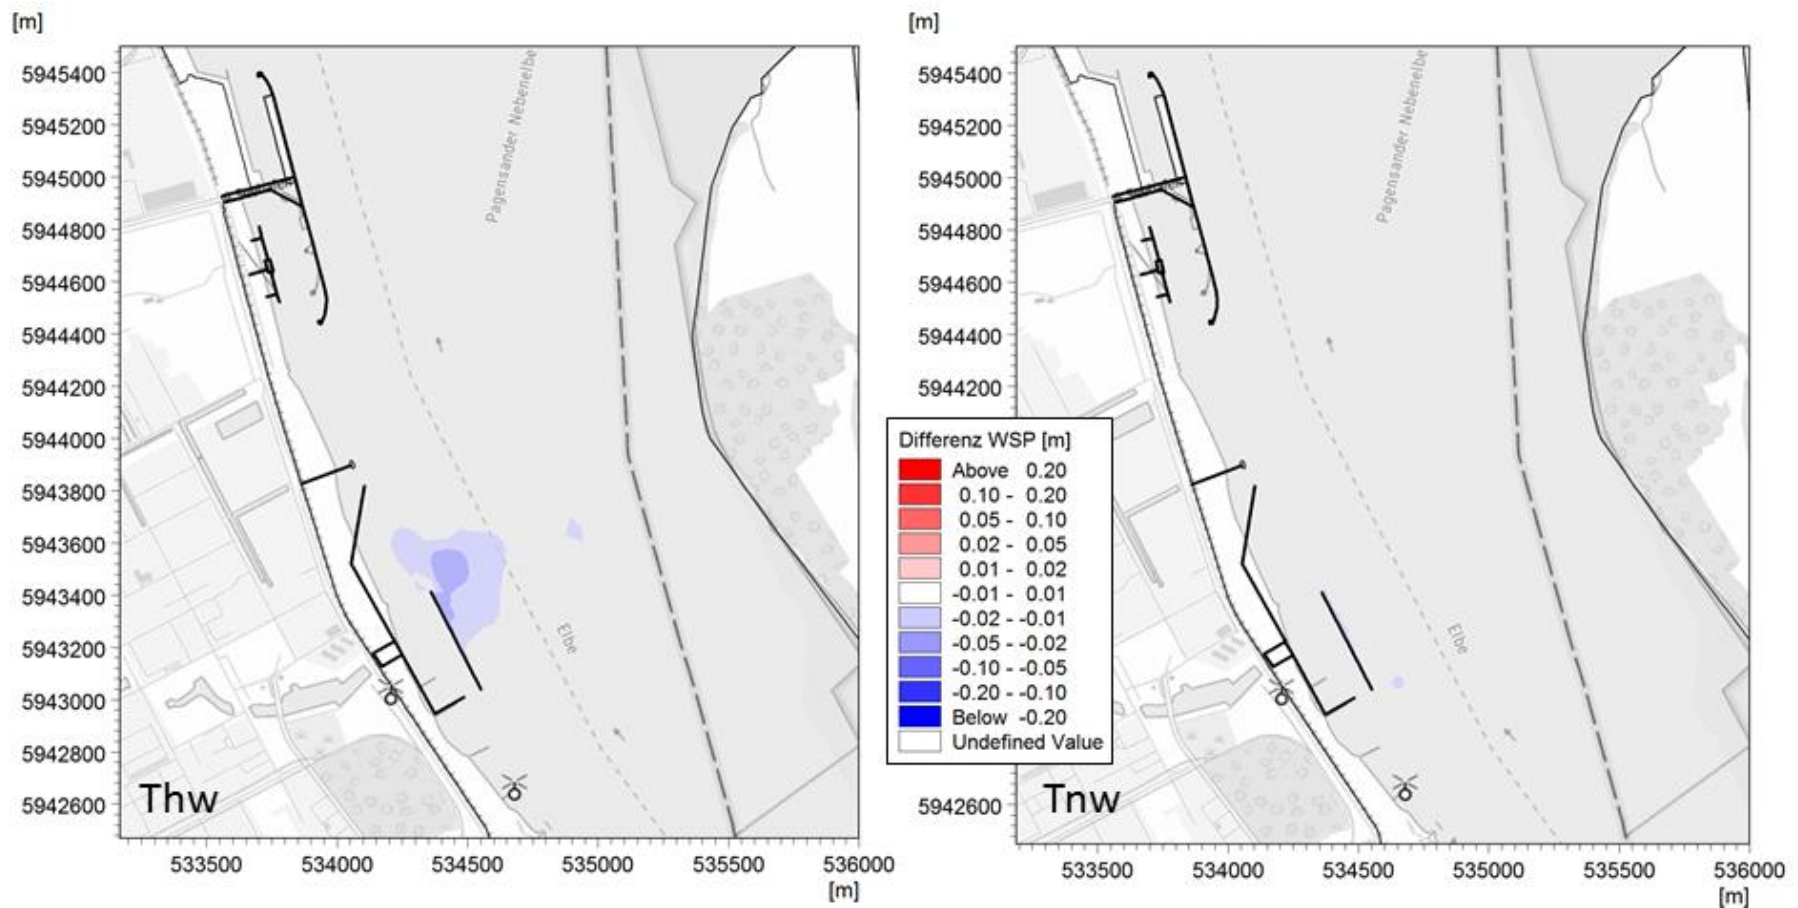 [m]
5945400
5945200
5945000
5944800
5944600
5944400
5944200
5944000
5943800
5943600
5943400
5943200
5943000
5942800
5942600
Pagensander Nebenelbe
Elbe
Thw
533500 534000 534500 535000 535500 536000
[m]
[m]
5945400
5945200
5945000
5944800
5944600
5944400
5944200
5942600
Pagensander Nebenelbe
Elbe
Differenz WSP [m]
Above 0.20
0.10 - 0.20
0.05 - 0.10
0.02 - 0.05
0.01 - 0.02
-0.01 - 0.01
-0.02 - -0.01
-0.05 - -0.02
-0.10 - -0.05
-0.20 - -0.10
Below -0.20
Undefined Value
Tnw
533500 534000 534500 535000 535500 536000
[m]